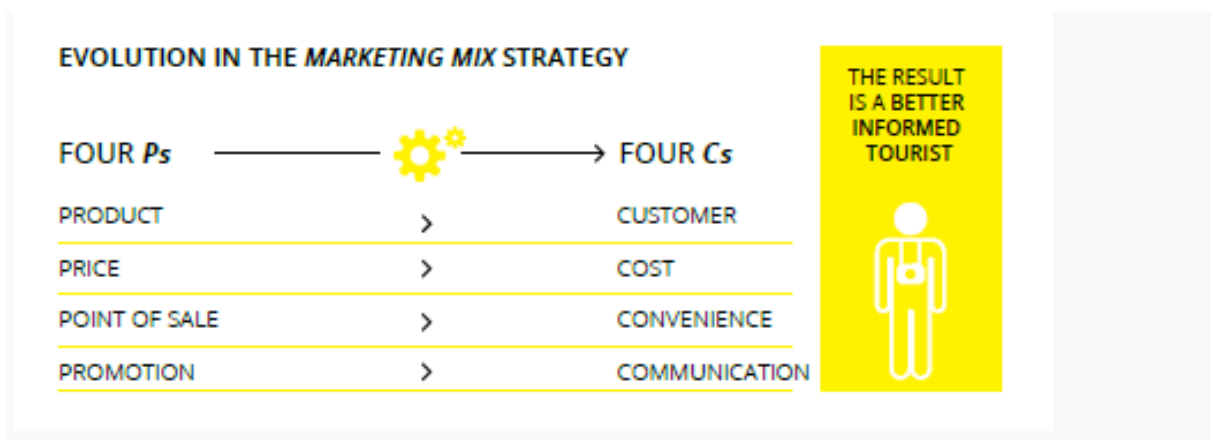 EVOLUTION IN THE MARKETING MIX STRATEGY
FOUR Ps
FOUR Cs
PRODUCT > CUSTOMER
PRICE > COST
POINT OF SALE > CONVENIENCE
PROMOTION > COMMUNICATION
THE RESULT
IS A BETTER
INFORMED
TOURIST